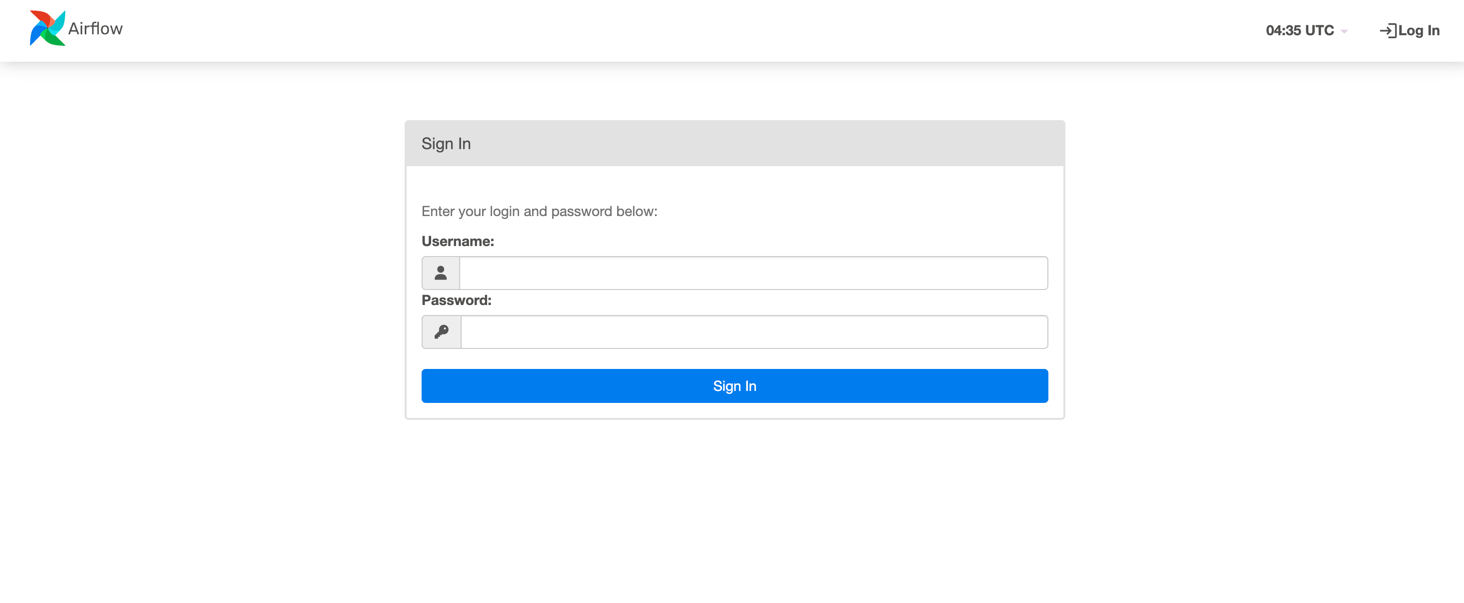 Airflow
04:35 UTC
Log In
Sign In
Enter your login and password below:
Username:
Password:
Sign In